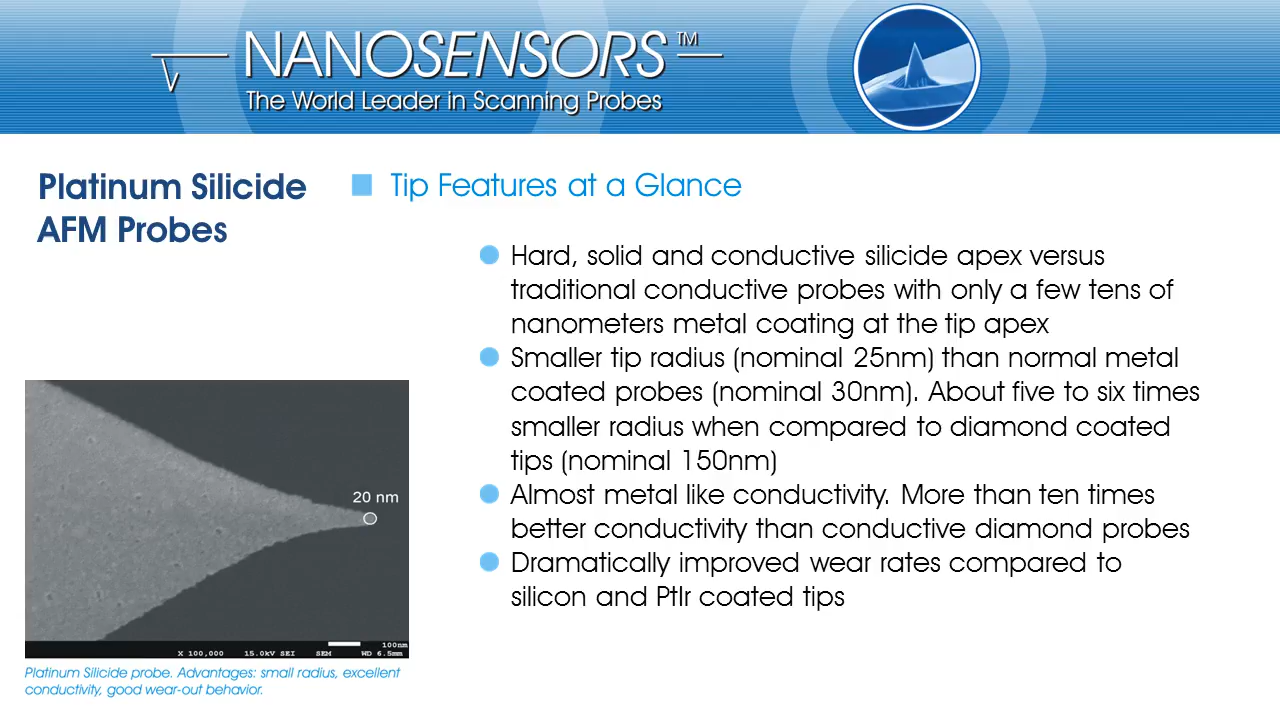 NANOSENSORS™
The World Leader in Scanning Probes
Platinum Silicide
AFM Probes
Tip Features at a Glance
Hard, solid and conductive silicide apex versus
traditional conductive probes with only a few tens of
nanometers metal coating at the tip apex
Smaller tip radius (nominal 25nm) than normal metal
coated probes (nominal 30nm). About five to six times
smaller radius when compared to diamond coated
tips (nominal 150nm)
Almost metal like conductivity. More than ten times
better conductivity than conductive diamond probes
Dramatically improved wear rates compared to
silicon and PtIr coated tips
20 nm
100nm
X 100,000 15.0kV SEI SEM WD 6.5mm
Platinum Silicide probe. Advantages: small radius, excellent
conductivity, good wear-out behavior.